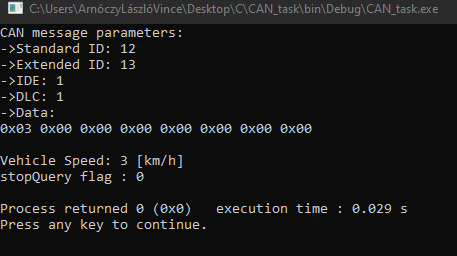 C:\Users\ArnóczyLászlóVince\Desktop\C\CAN_task\bin\Debug\CAN_task.exe
CAN message parameters:
->Standard ID: 12
->Extended ID: 13
->IDE: 1
->DLC: 1
->Data:
0x03 0x00 0x00 0x00 0x00 0x00 0x00 0x00
Vehicle Speed: 3 [km/h]
stopQuery flag : 0
Process returned 0 (0x0)   execution time : 0.029 s
Press any key to continue.